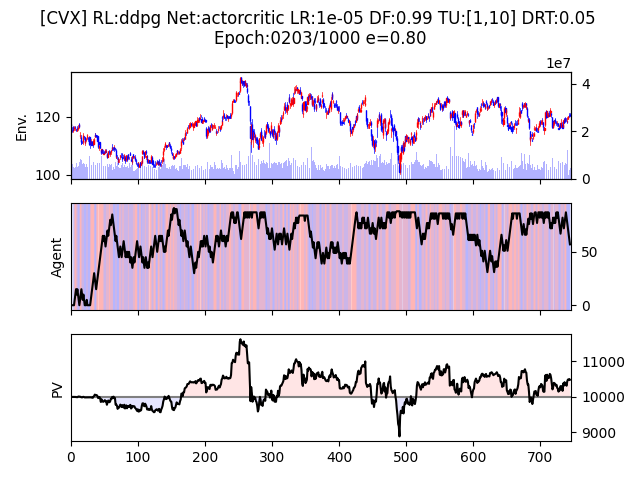 [CVX] RL:ddpg Net:actorcritic LR:1e-05 DF:0.99 TU:[1,10] DRT:0.05
Epoch:0203/1000 e=0.80
1e7
Env.
120
100
4
2
0
Agent
50
0
PV
11000
10000
9000
0 100 200 300 400 500 600 700